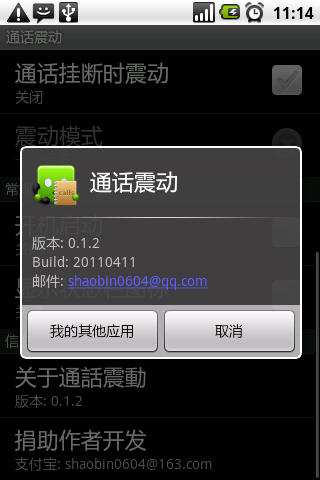 11:14
通话震动
通话挂断时震动
关闭
震动模式
通话震动
calls
开机启动
版本: 0.1.2
Build: 20110411
邮件: shaobin0604@qq.com
我的其他应用
取消
关于通話震動
版本: 0.1.2
捐助作者开发
支付宝: shaobin0604@163.com